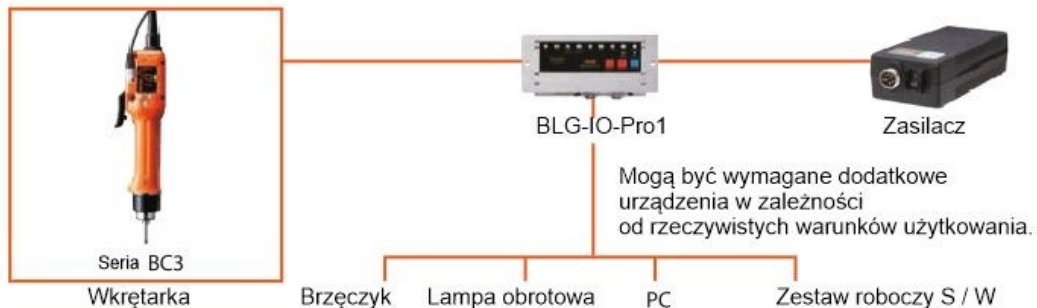 BLG-IO-Pro1
Zasilacz
Mogą być wymagane dodatkowe
urządzenia w zależności
od rzeczywistych warunków użytkowania.
Seria BC3
Wkrętarka
Brzęczyk
Lampa obrotowa
PC
Zestaw roboczy S / W